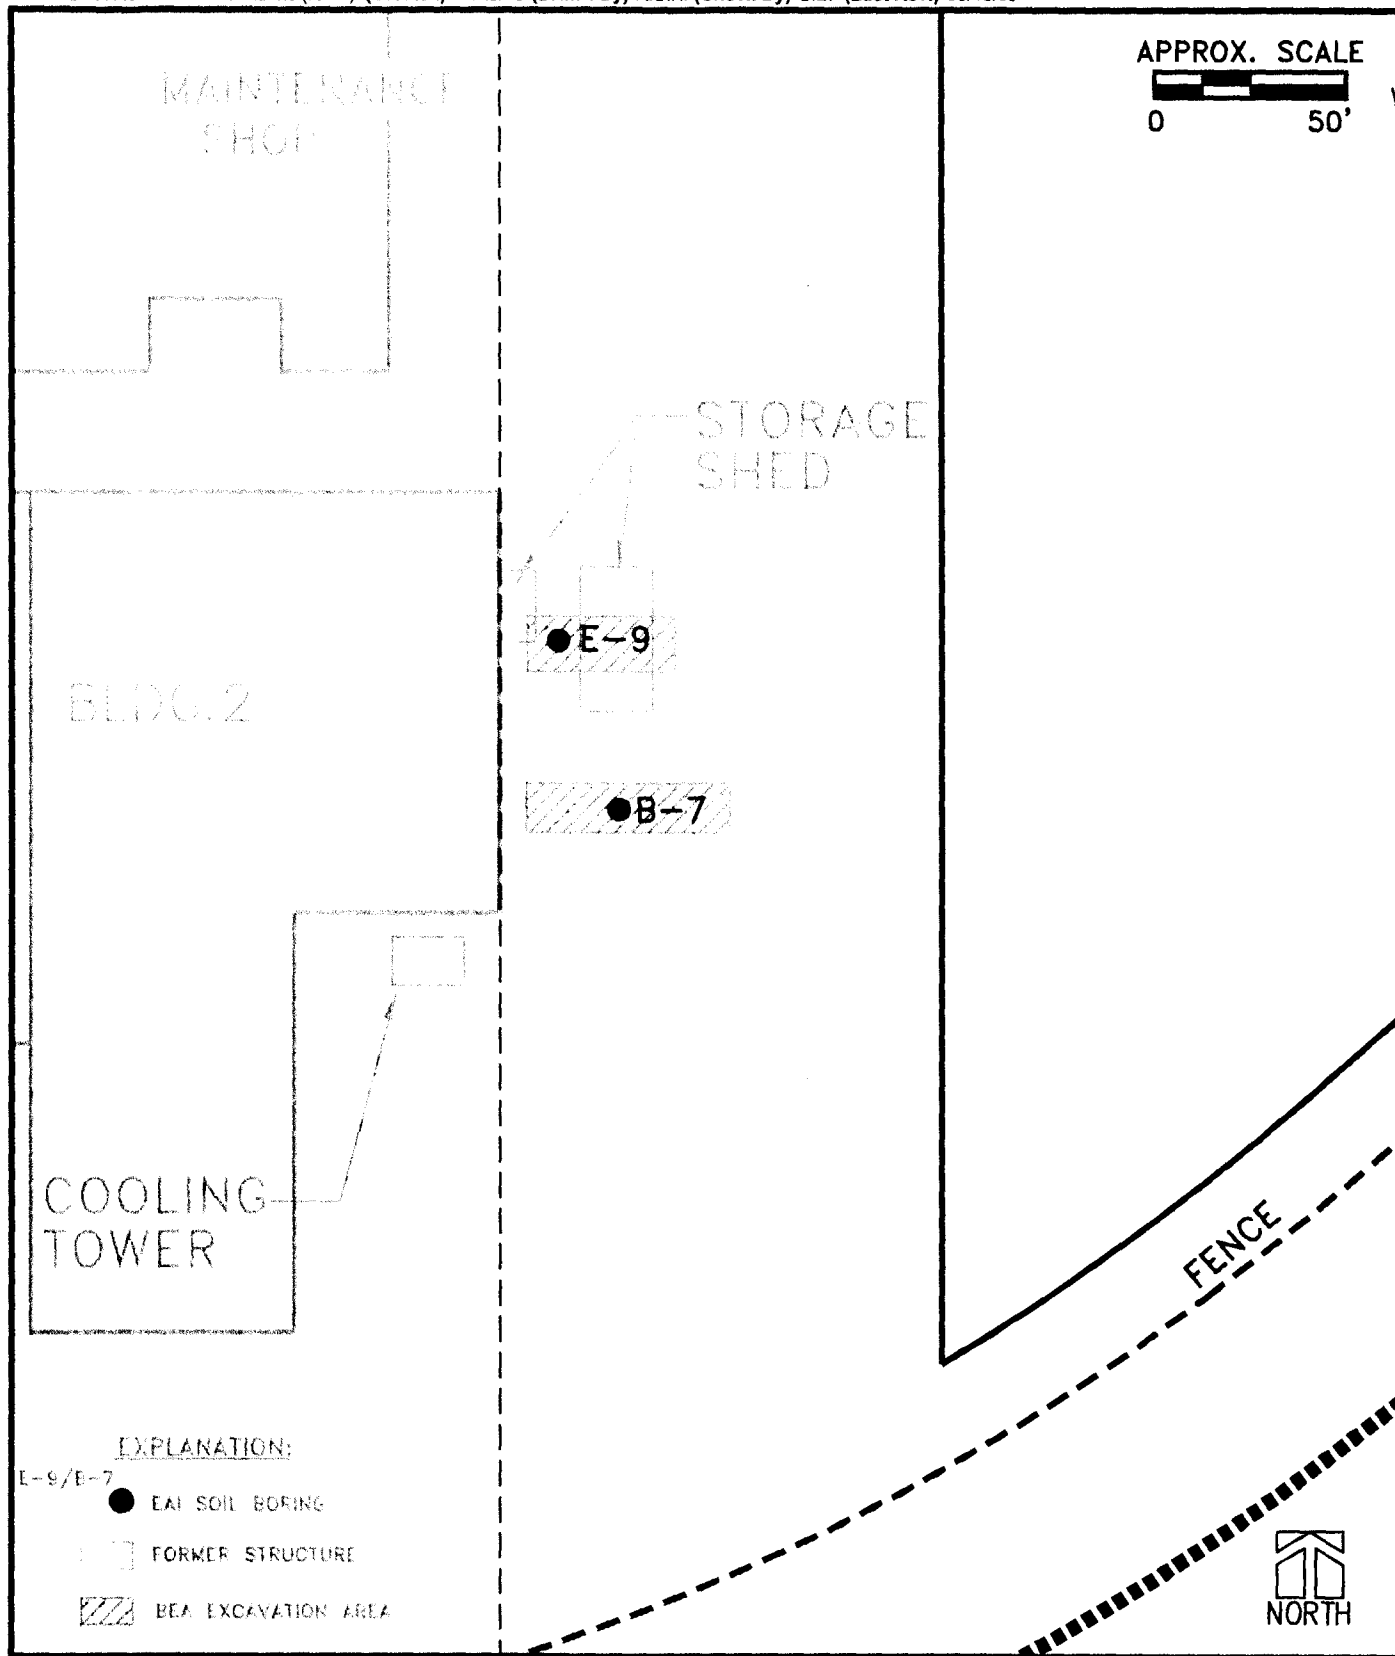 APPROX. SCALE
0 50'
MAINTENANCE
SHOP
STORAGE
SHED
E-9
BLDG.2
B-7
COOLING
TOWER
FENCE
EXPLANATION:
E-9/B-7
EAI SOIL BORING
FORMER STRUCTURE
BEA EXCAVATION AREA
NORTH